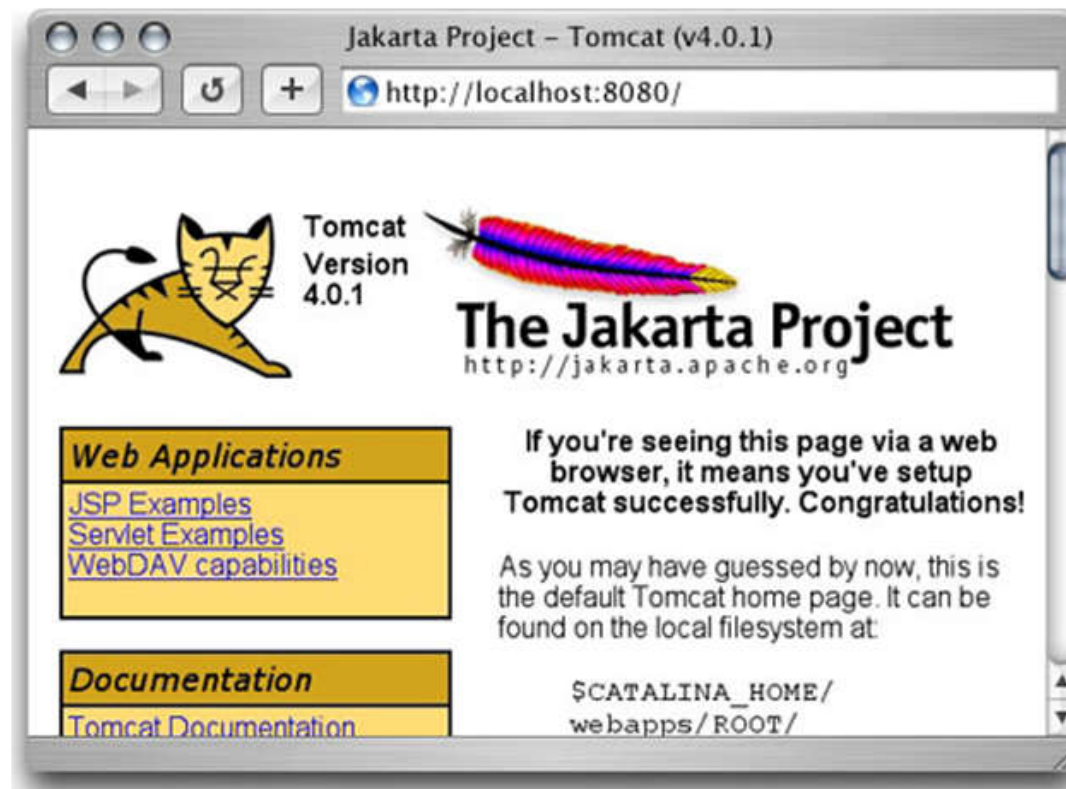 Jakarta Project – Tomcat (v4.0.1)
http://localhost:8080/
Tomcat
Version
4.0.1
The Jakarta Project
http://jakarta.apache.org
Web Applications
JSP Examples
Servlet Examples
WebDAV capabilities
Documentation
Tomcat Documentation
If you're seeing this page via a web
browser, it means you've setup
Tomcat successfully. Congratulations!
As you may have guessed by now, this is
the default Tomcat home page. It can be
found on the local filesystem at:
$CATALINA_HOME/
webapps/ROOT/